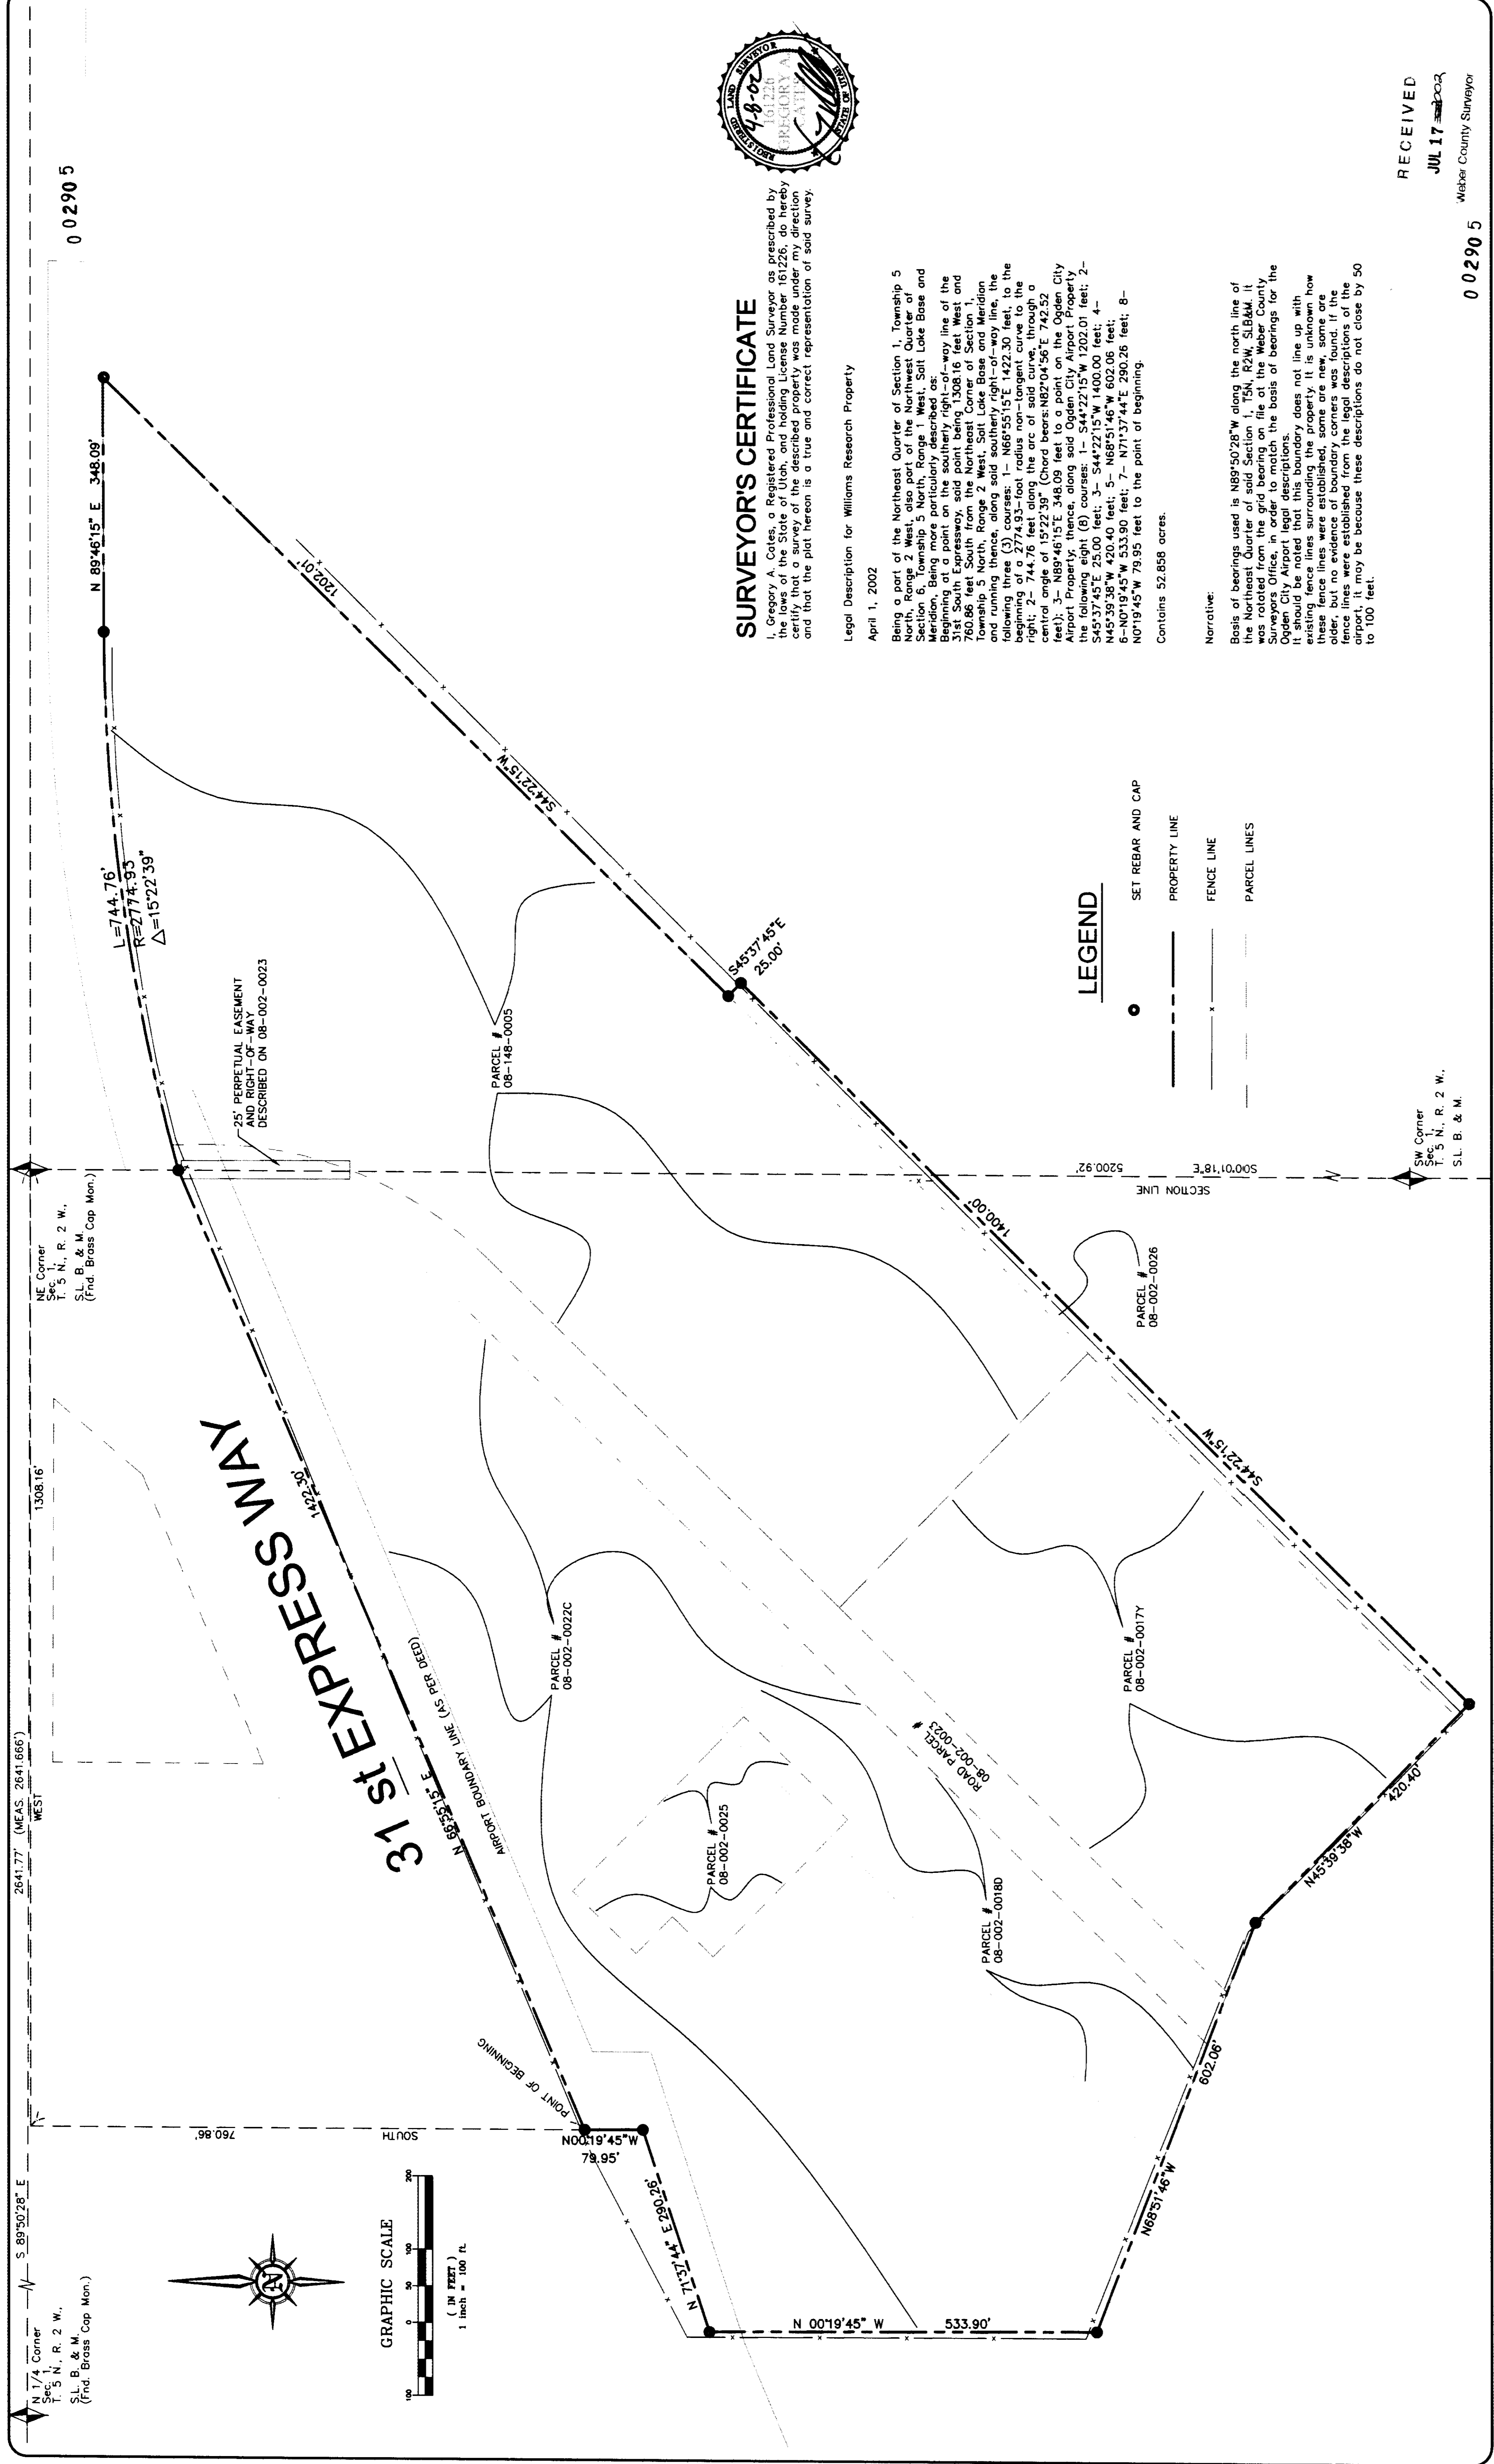 N 1/4 Corner
Sec. 1,
T. 5 N., R. 2 W.,
S.L. B. & M.
(Fnd. Brass Cap Mon.)
S 89°50'28" E
2641.77' (MEAS. 2641.666')
WEST
1308.16'
NE Corner
Sec. 1,
T. 5 N., R. 2 W.,
S.L. B. & M.
(Fnd. Brass Cap Mon.)
0 0290 5
760.86'
SOUTH
POINT OF BEGINNING
31st EXPRESS WAY
N 66°55'15" E
1422.30'
AIRPORT BOUNDARY LINE (AS PER DEED)
L=744.76'
R=2774.93'
Δ=15°22'39"
N 89°46'15" E 348.09'
1202.01'
S44°22'15"W
S45°37'45"E
25.00'
25' PERPETUAL EASEMENT
AND RIGHT-OF-WAY
DESCRIBED ON 08-002-0023
PARCEL #
08-148-0005
N
GRAPHIC SCALE
100 0 50 100 200
( IN FEET )
1 inch = 100 ft.
N00°19'45"W
79.95'
N 71°37'44" E 290.26'
N 00°19'45" W 533.90'
N68°51'46"W
602.06'
N45°39'38"W
420.40'
S44°22'15"W
1400.00'
PARCEL #
08-002-0022C
PARCEL #
08-002-0025
PARCEL #
08-002-0018D
ROAD PARCEL #
08-002-0023
PARCEL #
08-002-0017Y
PARCEL #
08-002-0026
SECTION LINE
S00°01'18"E
5200.92'
SW Corner
Sec. 1,
T. 5 N., R. 2 W.,
S.L. B. & M.
LEGEND
SET REBAR AND CAP
PROPERTY LINE
FENCE LINE
PARCEL LINES
SURVEYOR'S CERTIFICATE
I, Gregory A. Cates, a Registered Professional Land Surveyor as prescribed by
the laws of the State of Utah, and holding License Number 161226, do hereby
certify that a survey of the described property was made under my direction
and that the plat hereon is a true and correct representation of said survey.
REGISTERED LAND SURVEYOR
4-8-02
161226
GREGORY A.
CATES
STATE OF UTAH
Legal Description for Williams Research Property
April 1, 2002
Being a part of the Northeast Quarter of Section 1, Township 5
North, Range 2 West, also part of the Northwest Quarter of
Section 6, Township 5 North, Range 1 West, Salt Lake Base and
Meridian, Being more particularly described as:
Beginning at a point on the southerly right-of-way line of the
31st South Expressway, said point being 1308.16 feet West and
760.86 feet South from the Northeast Corner of Section 1,
Township 5 North, Range 2 West, Salt Lake Base and Meridian
and running thence, along said southerly right-of-way line, the
following three (3) courses: 1- N66°55'15"E 1422.30 feet, to the
beginning of a 2774.93-foot radius non-tangent curve to the
right; 2- 744.76 feet along the arc of said curve, through a
central angle of 15°22'39" (Chord bears:N82°04'56"E 742.52
feet); 3- N89°46'15"E 348.09 feet to a point on the Ogden City
Airport Property; thence, along said Ogden City Airport Property
the following eight (8) courses: 1- S44°22'15"W 1202.01 feet; 2-
S45°37'45"E 25.00 feet; 3- S44°22'15"W 1400.00 feet; 4-
N45°39'38"W 420.40 feet; 5- N68°51'46"W 602.06 feet;
6-N0°19'45"W 533.90 feet; 7- N71°37'44"E 290.26 feet; 8-
N0°19'45"W 79.95 feet to the point of beginning.
Contains 52.858 acres.
Narrative:
Basis of bearings used is N89°50'28"W along the north line of
the Northeast Quarter of said Section 1, T5N, R2W, SLB&M. It
was rotated from the grid bearing on file at the Weber County
Surveyors Office, in order to match the basis of bearings for the
Ogden City Airport legal descriptions.
It should be noted that this boundary does not line up with
existing fence lines surrounding the property. It is unknown how
these fence lines were established, some are new, some are
older, but no evidence of boundary corners was found. If the
fence lines were established from the legal descriptions of the
airport, it may be because these descriptions do not close by 50
to 100 feet.
RECEIVED
JUL 17 2002
Weber County Surveyor
0 0290 5